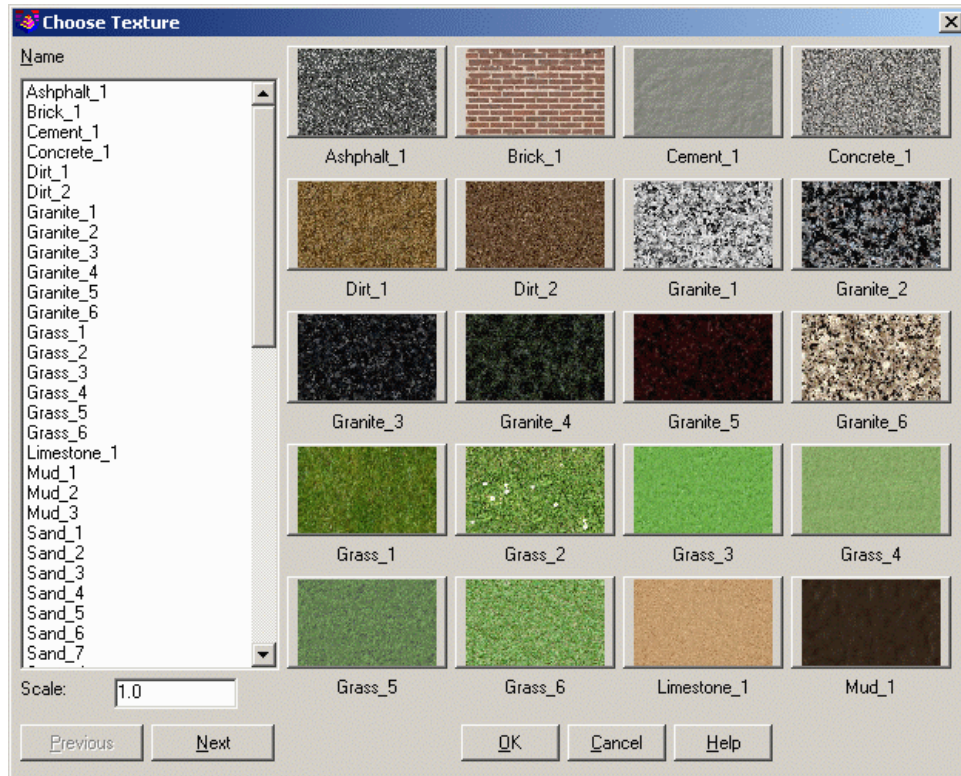 Choose Texture
Name
Ashphalt_1
Brick_1
Cement_1
Concrete_1
Dirt_1
Dirt_2
Granite_1
Granite_2
Granite_3
Granite_4
Granite_5
Granite_6
Grass_1
Grass_2
Grass_3
Grass_4
Grass_5
Grass_6
Limestone_1
Mud_1
Mud_2
Mud_3
Sand_1
Sand_2
Sand_3
Sand_4
Sand_5
Sand_6
Sand_7
Scale: 1.0
Previous Next
Ashphalt_1 Brick_1 Cement_1 Concrete_1
Dirt_1 Dirt_2 Granite_1 Granite_2
Granite_3 Granite_4 Granite_5 Granite_6
Grass_1 Grass_2 Grass_3 Grass_4
Grass_5 Grass_6 Limestone_1 Mud_1
OK Cancel Help